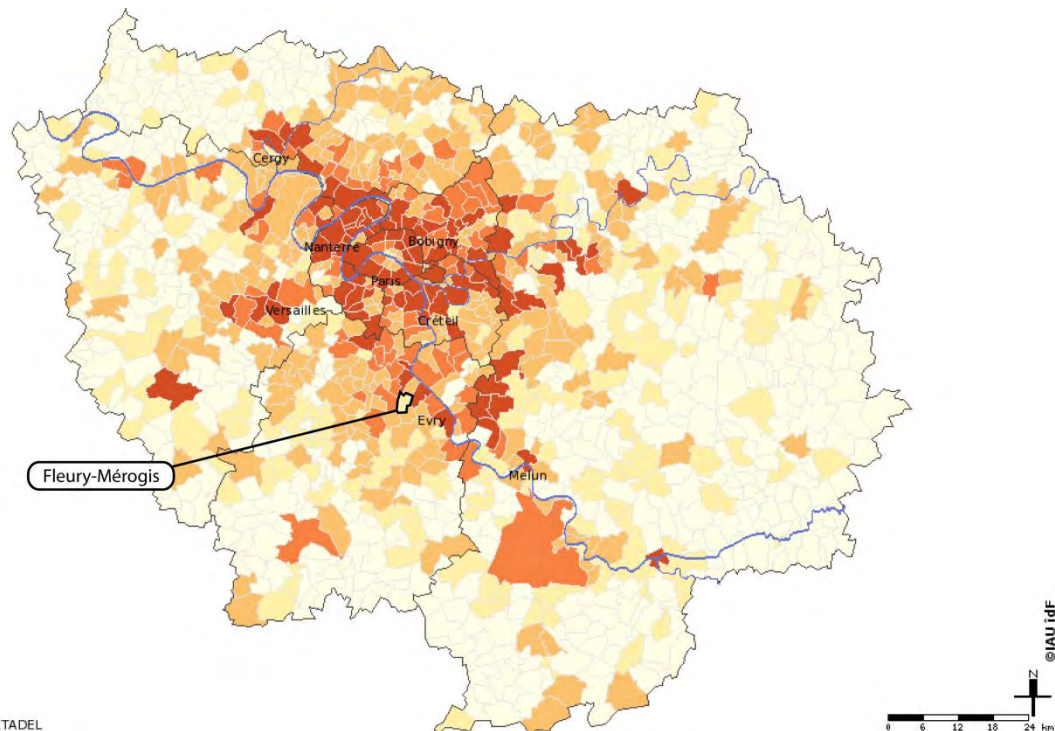 Cergy
Nanterre
Bobigny
Paris
Versailles
Créteil
Evry
Fleury-Mérogis
Melun
©IAU îdF
N
0 6 12 18 24 km
TADEL